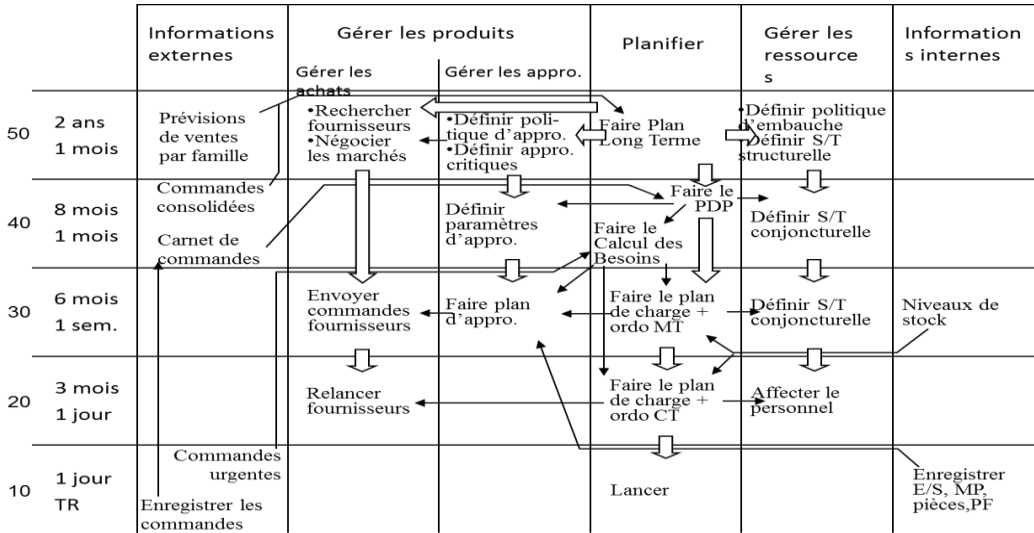 Informations
externes
Gérer les produits
Planifier
Gérer les
ressource
s
Information
s internes
Gérer les
achats
Gérer les appro.
50
2 ans
1 mois
Prévisions
de ventes
par famille
•Rechercher
fournisseurs
•Négocier
les marchés
•Définir poli-
tique d'appro.
•Définir appro.
critiques
Faire Plan
Long Terme
•Définir politique
d'embauche
•Définir S/T
structurelle
40
8 mois
1 mois
Commandes
consolidées
Carnet de
commandes
Définir
paramètres
d'appro.
Faire le
PDP
Faire le
Calcul des
Besoins
Définir S/T
conjoncturelle
30
6 mois
1 sem.
Envoyer
commandes
fournisseurs
Faire plan
d'appro.
Faire le plan
de charge +
ordo MT
Définir S/T
conjoncturelle
Niveaux de
stock
20
3 mois
1 jour
Relancer
fournisseurs
Faire le plan
de charge +
ordo CT
Affecter le
personnel
10
1 jour
TR
Commandes
urgentes
Enregistrer les
commandes
Lancer
Enregistrer
E/S, MP,
pièces,PF